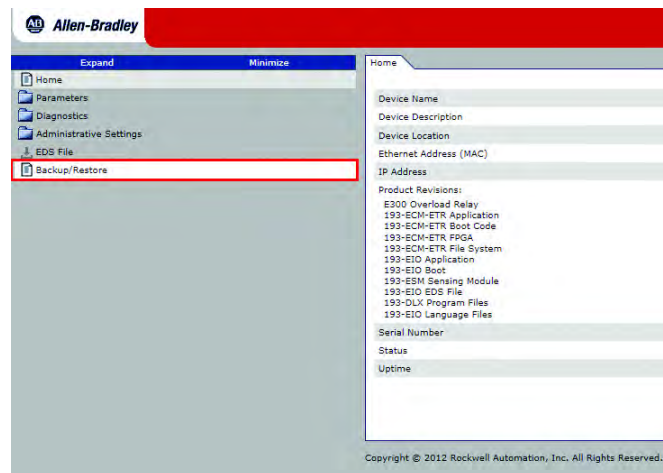 AB Allen-Bradley
Expand Minimize
Home
Parameters
Diagnostics
Administrative Settings
EDS File
Backup/Restore
Home
Device Name
Device Description
Device Location
Ethernet Address (MAC)
IP Address
Product Revisions:
E300 Overload Relay
193-ECM-ETR Application
193-ECM-ETR Boot Code
193-ECM-ETR FPGA
193-ECM-ETR File System
193-EIO Application
193-EIO Boot
193-ESM Sensing Module
193-EIO EDS File
193-DLX Program Files
193-EIO Language Files
Serial Number
Status
Uptime
Copyright © 2012 Rockwell Automation, Inc. All Rights Reserved.